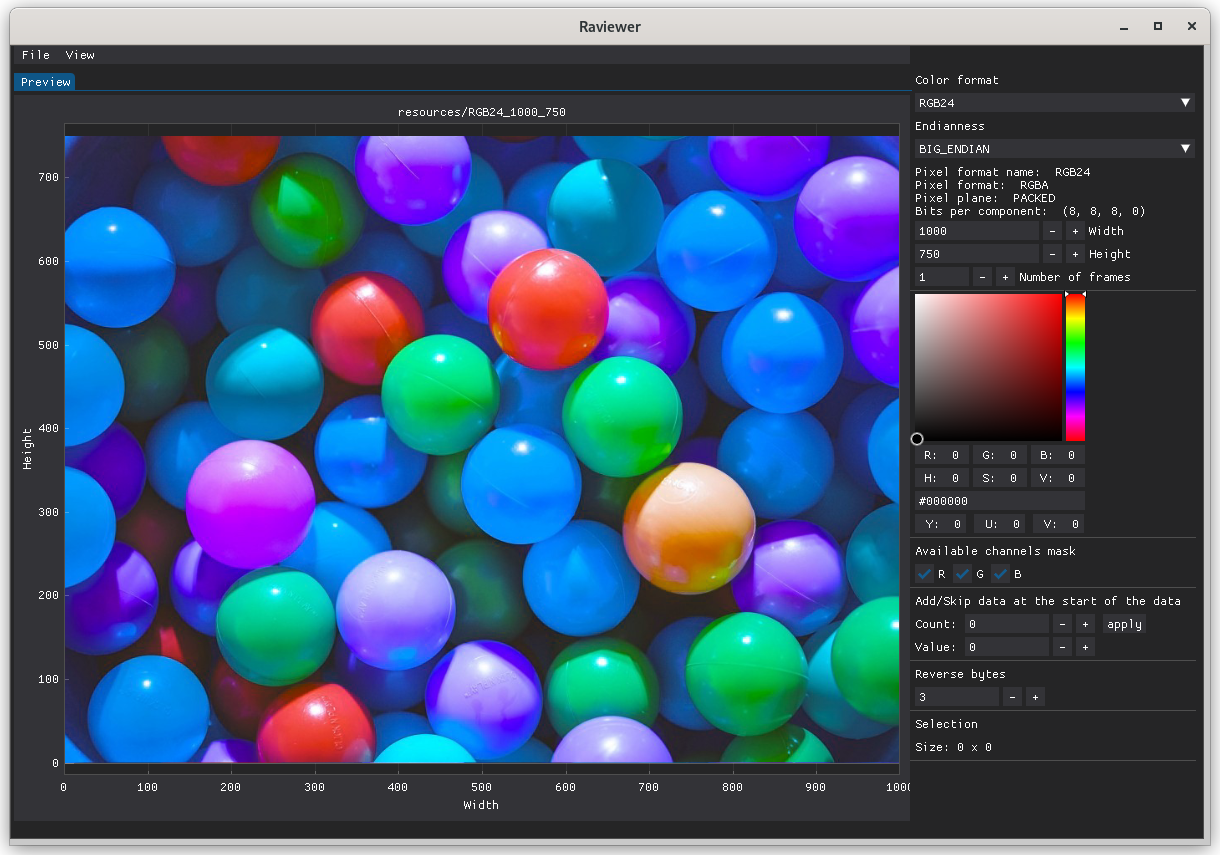 Raviewer
File View
Preview
resources/RGB24_1000_750
700
600
500
400
300
200
100
0
Height
0 100 200 300 400 500 600 700 800 900 1000
Width
Color format
RGB24
Endianness
BIG_ENDIAN
Pixel format name: RGB24
Pixel format: RGBA
Pixel plane: PACKED
Bits per component: (8, 8, 8, 0)
1000 - + Width
750 - + Height
1 - + Number of frames
R: 0 G: 0 B: 0
H: 0 S: 0 V: 0
#000000
Y: 0 U: 0 V: 0
Available channels mask
R G B
Add/Skip data at the start of the data
Count: 0 - + apply
Value: 0 - +
Reverse bytes
3 - +
Selection
Size: 0 x 0